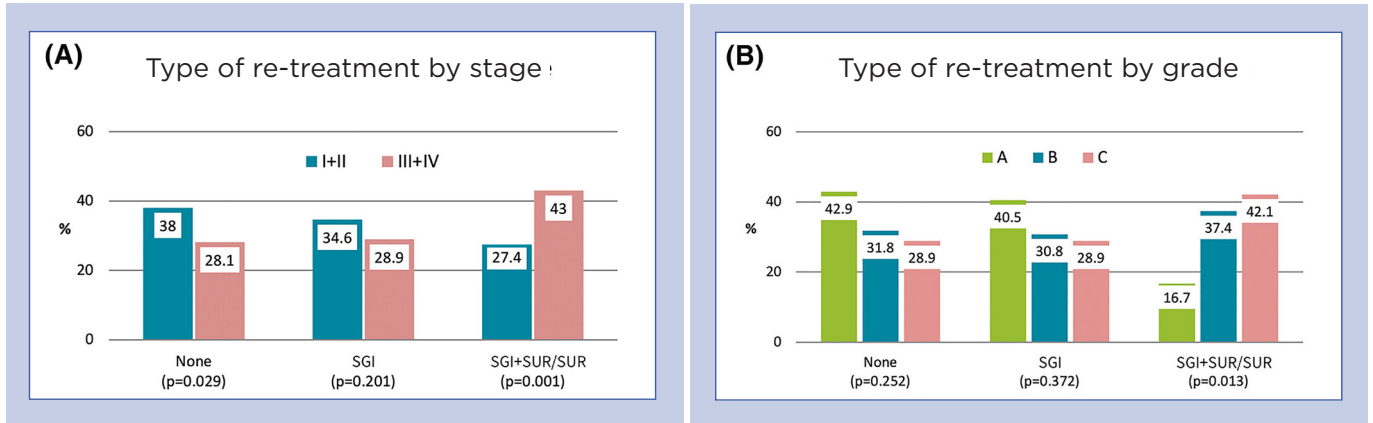 (A)
Type of re-treatment by stage
60
I+II III+IV
40
%
20
0
38
28.1
34.6
28.9
27.4
43
None
(p=0.029)
SGI
(p=0.201)
SGI+SUR/SUR
(p=0.001)
(B)
Type of re-treatment by grade
60
A B C
40
%
20
0
42.9
31.8
28.9
40.5
30.8
28.9
16.7
37.4
42.1
None
(p=0.252)
SGI
(p=0.372)
SGI+SUR/SUR
(p=0.013)